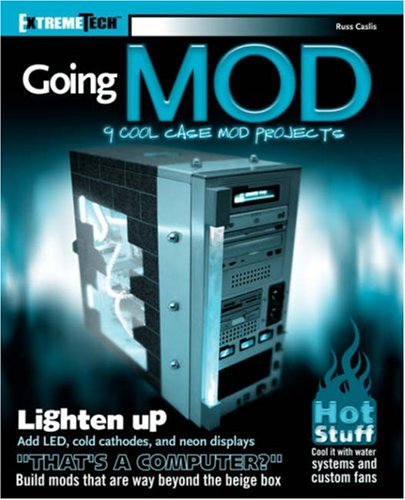 EXTREMETECH™
Russ Caslis
Going MOD
9 COOL CASE MOD PROJECTS
Lighten up
Add LED, cold cathodes, and neon displays
"THAT'S A COMPUTER?"
Build mods that are way beyond the beige box
Hot
Stuff
Cool it with water
systems and
custom fans